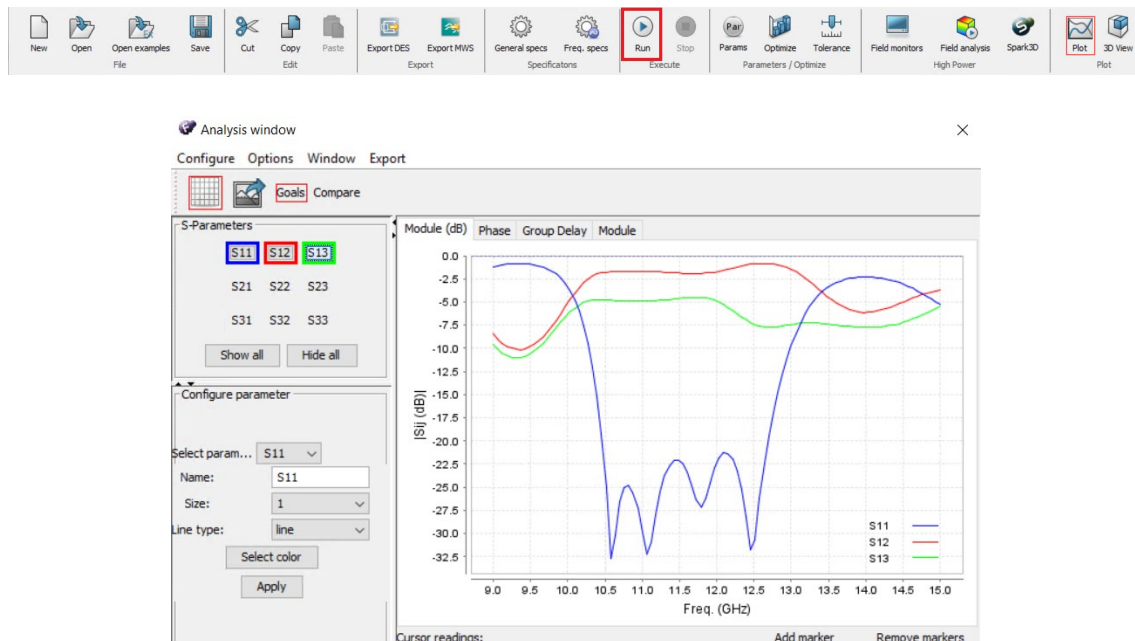 New Open Open examples Save Cut Copy Paste Export DES Export MWS General specs Freq. specs Run Stop Par Params Optimize Tolerance Field monitors Field analysis Spark3D Plot 3D View
File Edit Export Specificatons Execute Parameters / Optimize High Power Plot
Analysis window
Configure Options Window Export
Goals Compare
S-Parameters
S11 S12 S13
S21 S22 S23
S31 S32 S33
Show all Hide all
Configure parameter
Select param... S11
Name: S11
Size: 1
Line type: line
Select color
Apply
Module (dB) Phase Group Delay Module
|Sij (dB)|
0.0
-2.5
-5.0
-7.5
-10.0
-12.5
-15.0
-17.5
-20.0
-22.5
-25.0
-27.5
-30.0
-32.5
S11
S12
S13
9.0 9.5 10.0 10.5 11.0 11.5 12.0 12.5 13.0 13.5 14.0 14.5 15.0
Freq. (GHz)
Cursor readings: Add marker Remove markers